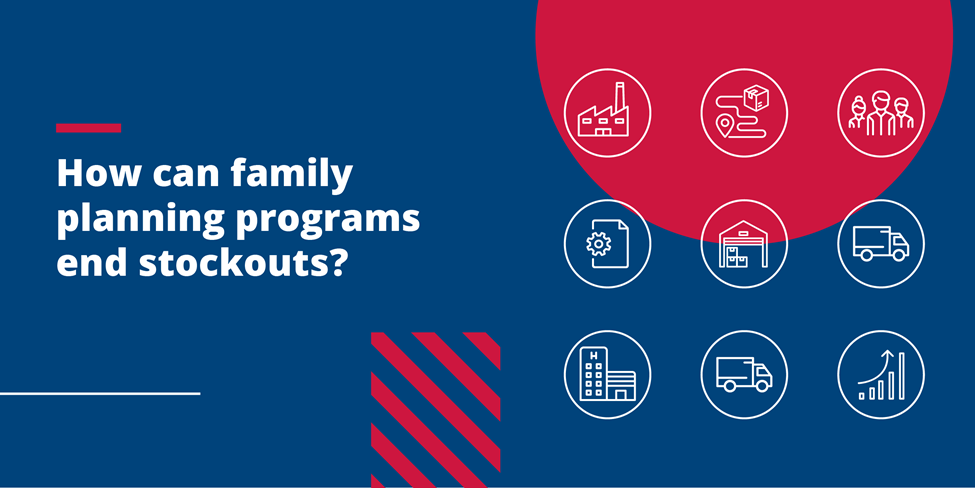 How can family
planning programs
end stockouts?
H